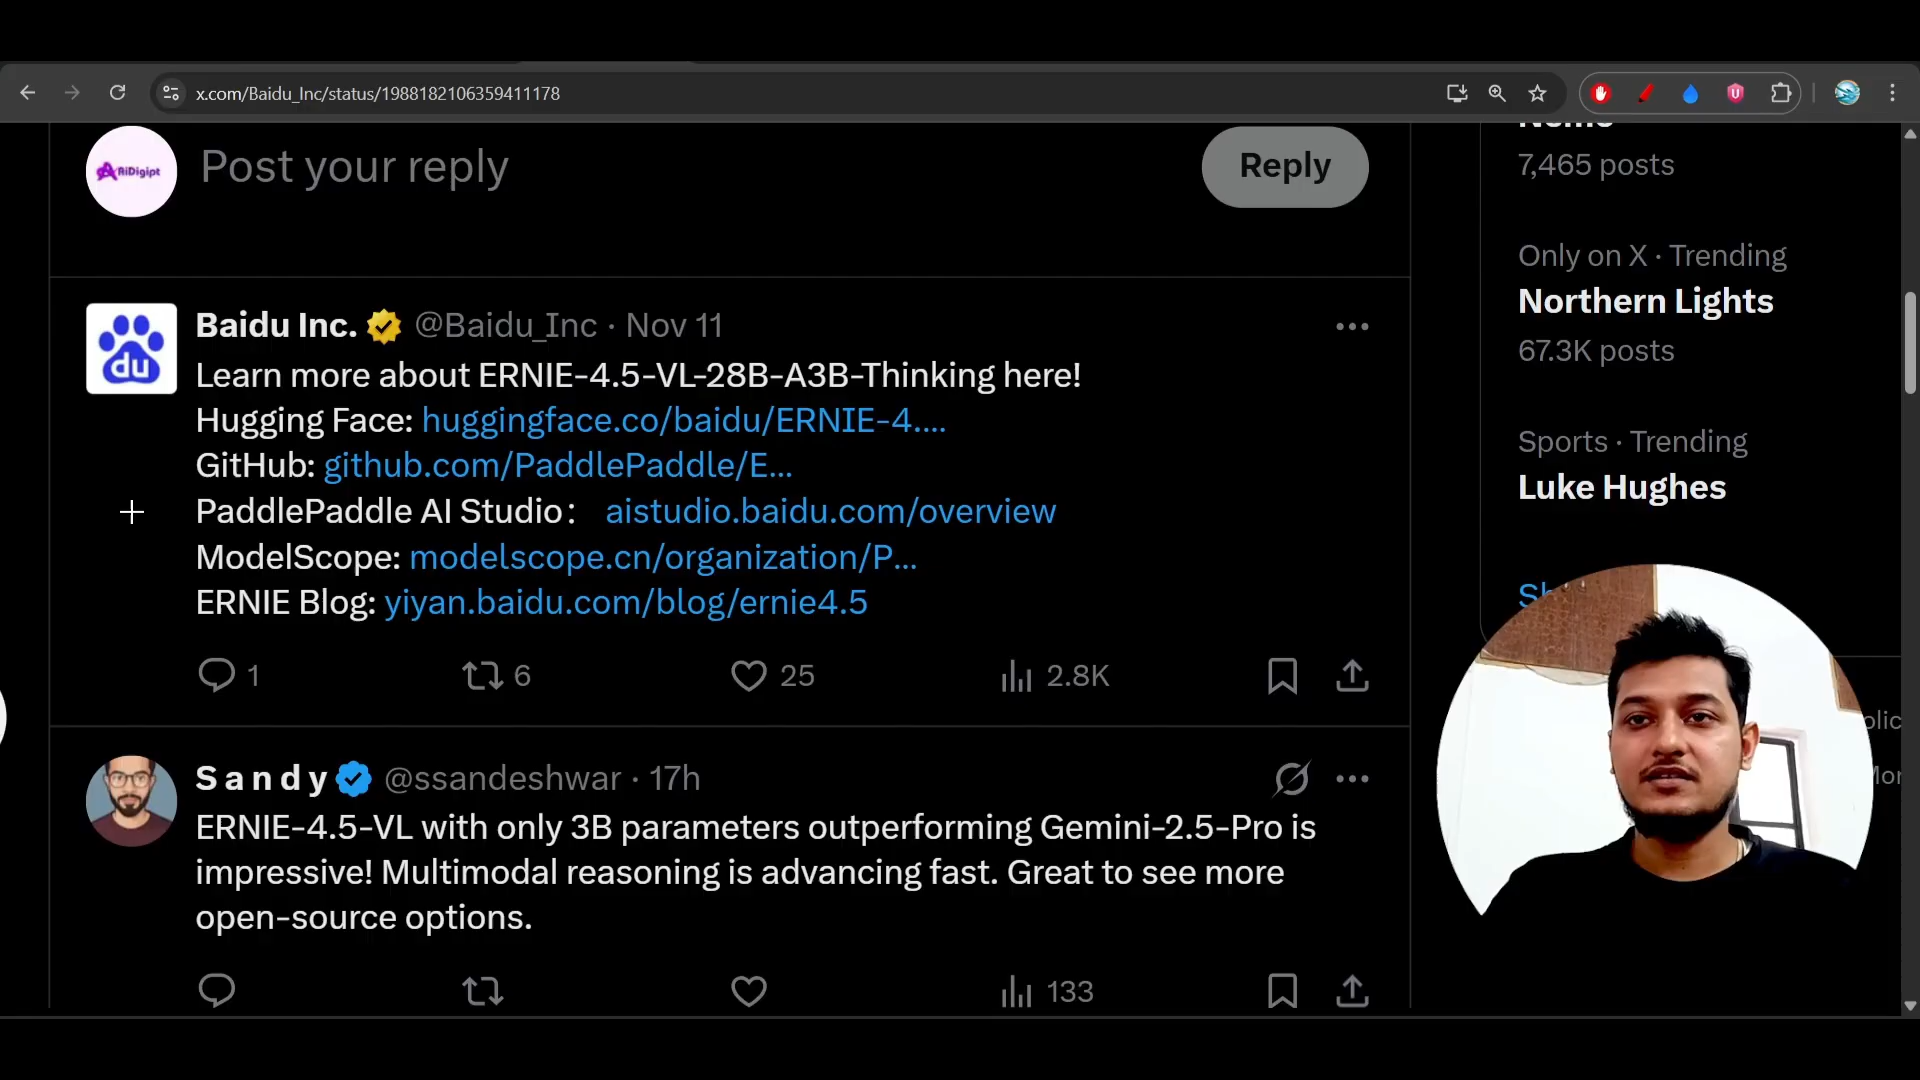 x.com/Baidu_Inc/status/1988182106359411178
AiDigipt
Post your reply
Reply
Baidu Inc. @Baidu_Inc · Nov 11
du
Learn more about ERNIE-4.5-VL-28B-A3B-Thinking here!
Hugging Face: huggingface.co/baidu/ERNIE-4....
GitHub: github.com/PaddlePaddle/E...
PaddlePaddle AI Studio： aistudio.baidu.com/overview
ModelScope: modelscope.cn/organization/P...
ERNIE Blog: yiyan.baidu.com/blog/ernie4.5
1 6 25 2.8K
Sandy @ssandeshwar · 17h
ERNIE-4.5-VL with only 3B parameters outperforming Gemini-2.5-Pro is
impressive! Multimodal reasoning is advancing fast. Great to see more
open-source options.
133
7,465 posts
Only on X · Trending
Northern Lights
67.3K posts
Sports · Trending
Luke Hughes